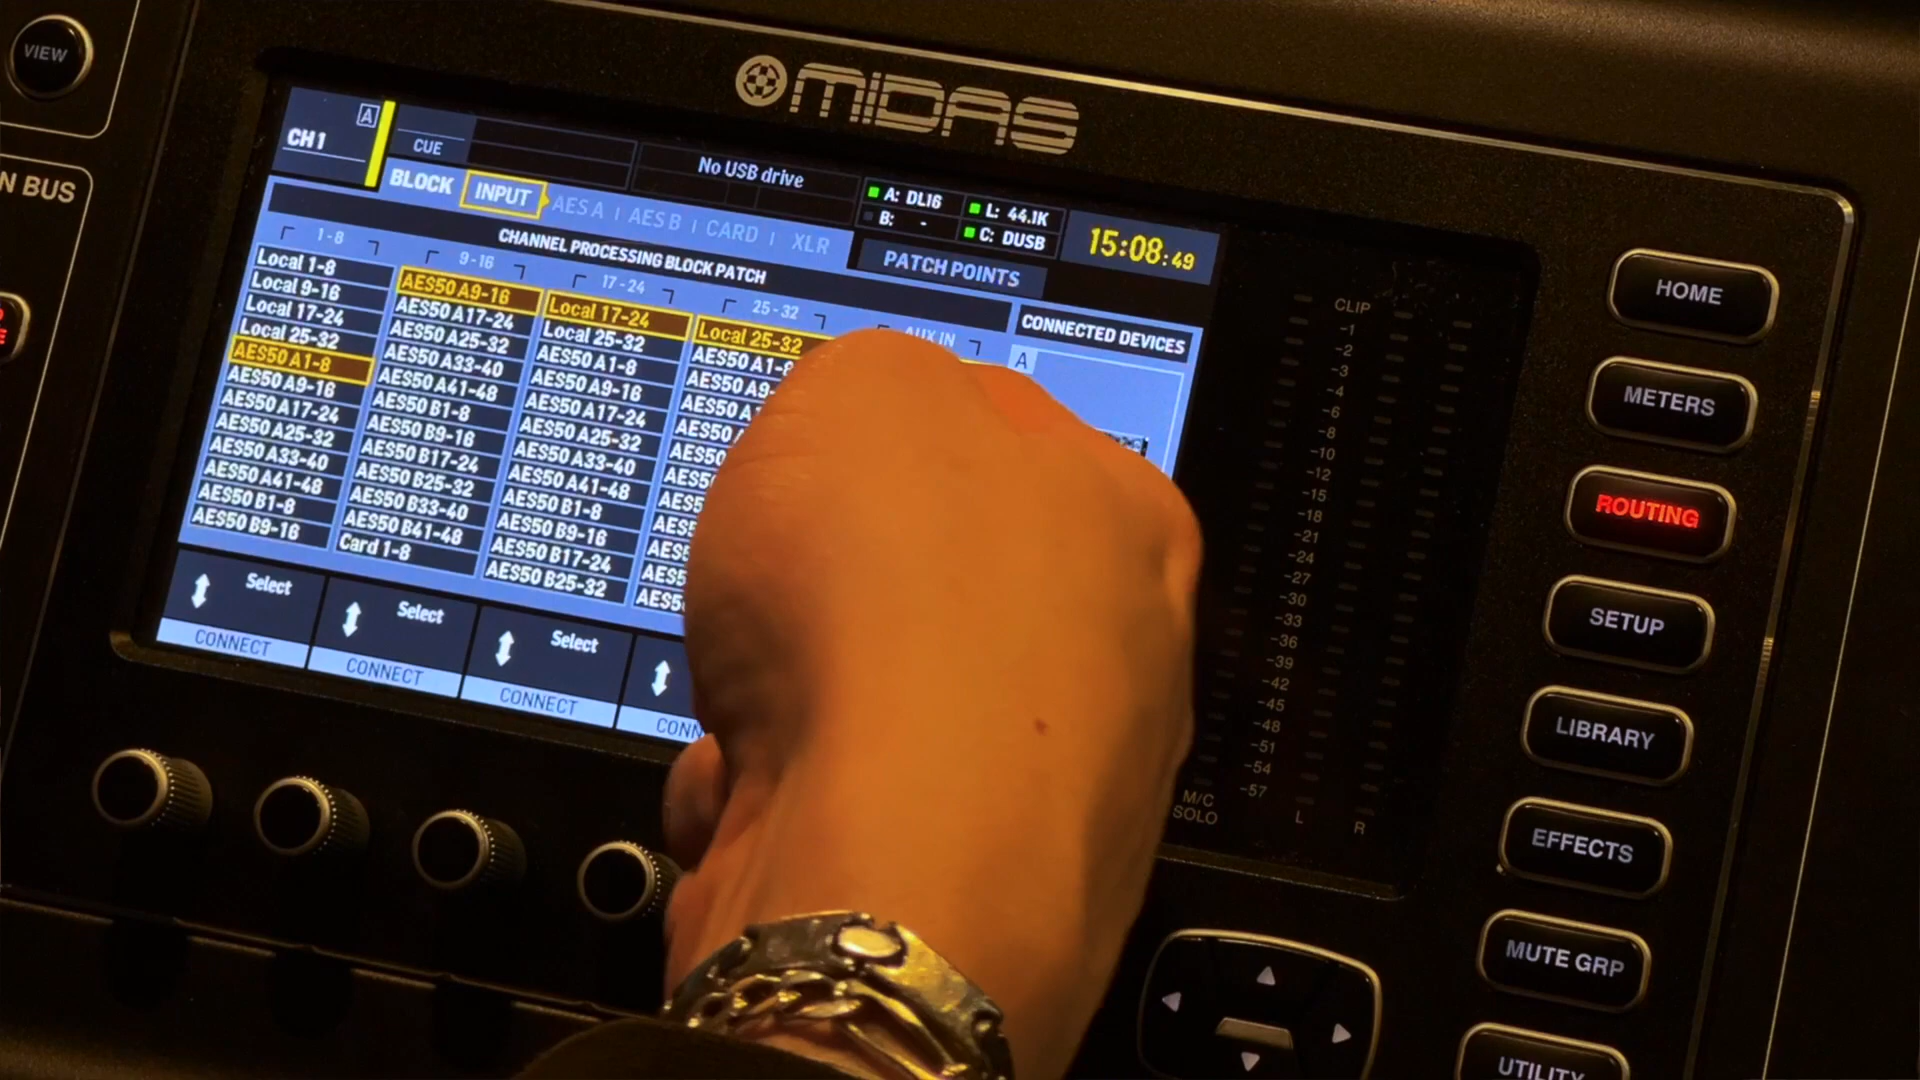 VIEW
N BUS
MIDAS
CH1
A
CUE
No USB drive
A: DL16
B: -
L: 44.1K
C: DUSB
15:08:49
BLOCK
INPUT
AES A | AES B | CARD | XLR
PATCH POINTS
CHANNEL PROCESSING BLOCK PATCH
CONNECTED DEVICES
A
1-8
Local 1-8
Local 9-16
Local 17-24
Local 25-32
AES50 A1-8
AES50 A9-16
AES50 A17-24
AES50 A25-32
AES50 A33-40
AES50 A41-48
AES50 B1-8
AES50 B9-16
9-16
AES50 A9-16
AES50 A17-24
AES50 A25-32
AES50 A33-40
AES50 A41-48
AES50 B1-8
AES50 B9-16
AES50 B17-24
AES50 B25-32
AES50 B33-40
AES50 B41-48
Card 1-8
17-24
Local 17-24
Local 25-32
AES50 A1-8
AES50 A9-16
AES50 A17-24
AES50 A25-32
AES50 A33-40
AES50 A41-48
AES50 B1-8
AES50 B9-16
AES50 B17-24
AES50 B25-32
25-32
Local 25-32
AES50 A1-8
AES50 A9-
AUX IN
Select
CONNECT
Select
CONNECT
Select
CONNECT
CONN
CLIP
-1
-2
-3
-4
-6
-8
-10
-12
-15
-18
-21
-24
-27
-30
-33
-36
-39
-42
-45
-48
-51
-54
-57
M/C
SOLO
L
R
HOME
METERS
ROUTING
SETUP
LIBRARY
EFFECTS
MUTE GRP
UTILITY